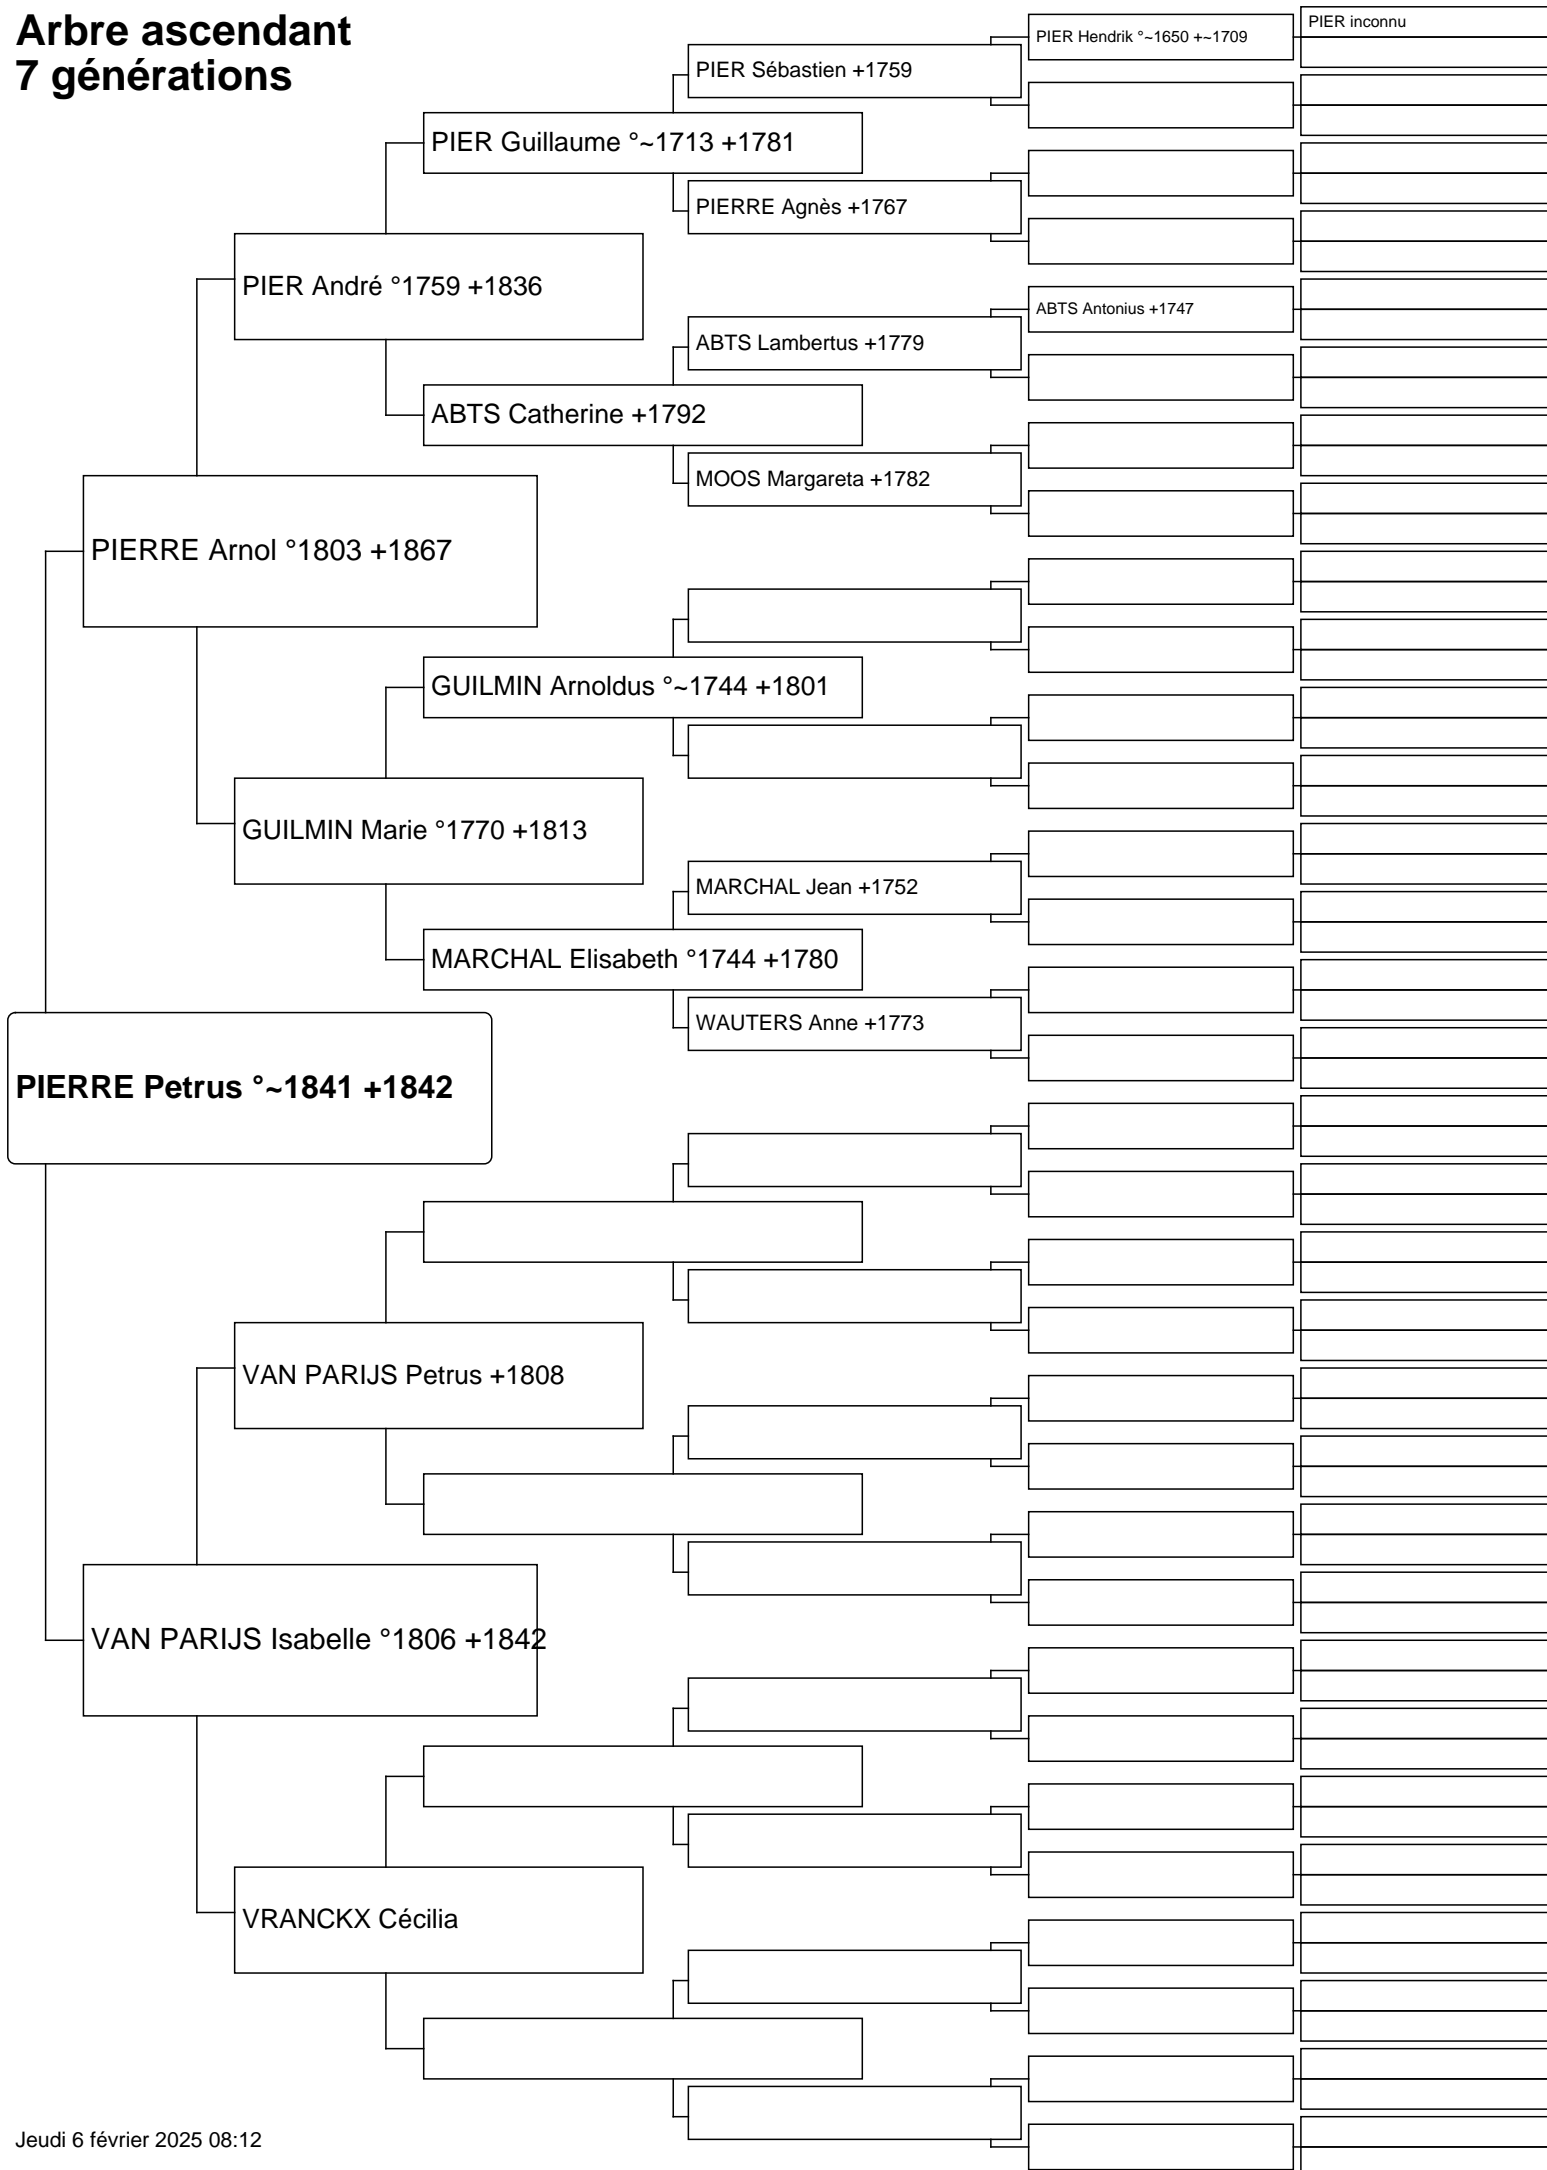 Arbre ascendant
7 générations
PIER inconnu
PIER Hendrik °~1650 +~1709
PIER Sébastien +1759
PIER Guillaume °~1713 +1781
PIERRE Agnès +1767
PIER André °1759 +1836
ABTS Antonius +1747
ABTS Lambertus +1779
ABTS Catherine +1792
MOOS Margareta +1782
PIERRE Arnol °1803 +1867
GUILMIN Arnoldus °~1744 +1801
GUILMIN Marie °1770 +1813
MARCHAL Jean +1752
MARCHAL Elisabeth °1744 +1780
WAUTERS Anne +1773
PIERRE Petrus °~1841 +1842
VAN PARIJS Petrus +1808
VAN PARIJS Isabelle °1806 +1842
VRANCKX Cécilia
Jeudi 6 février 2025 08:12